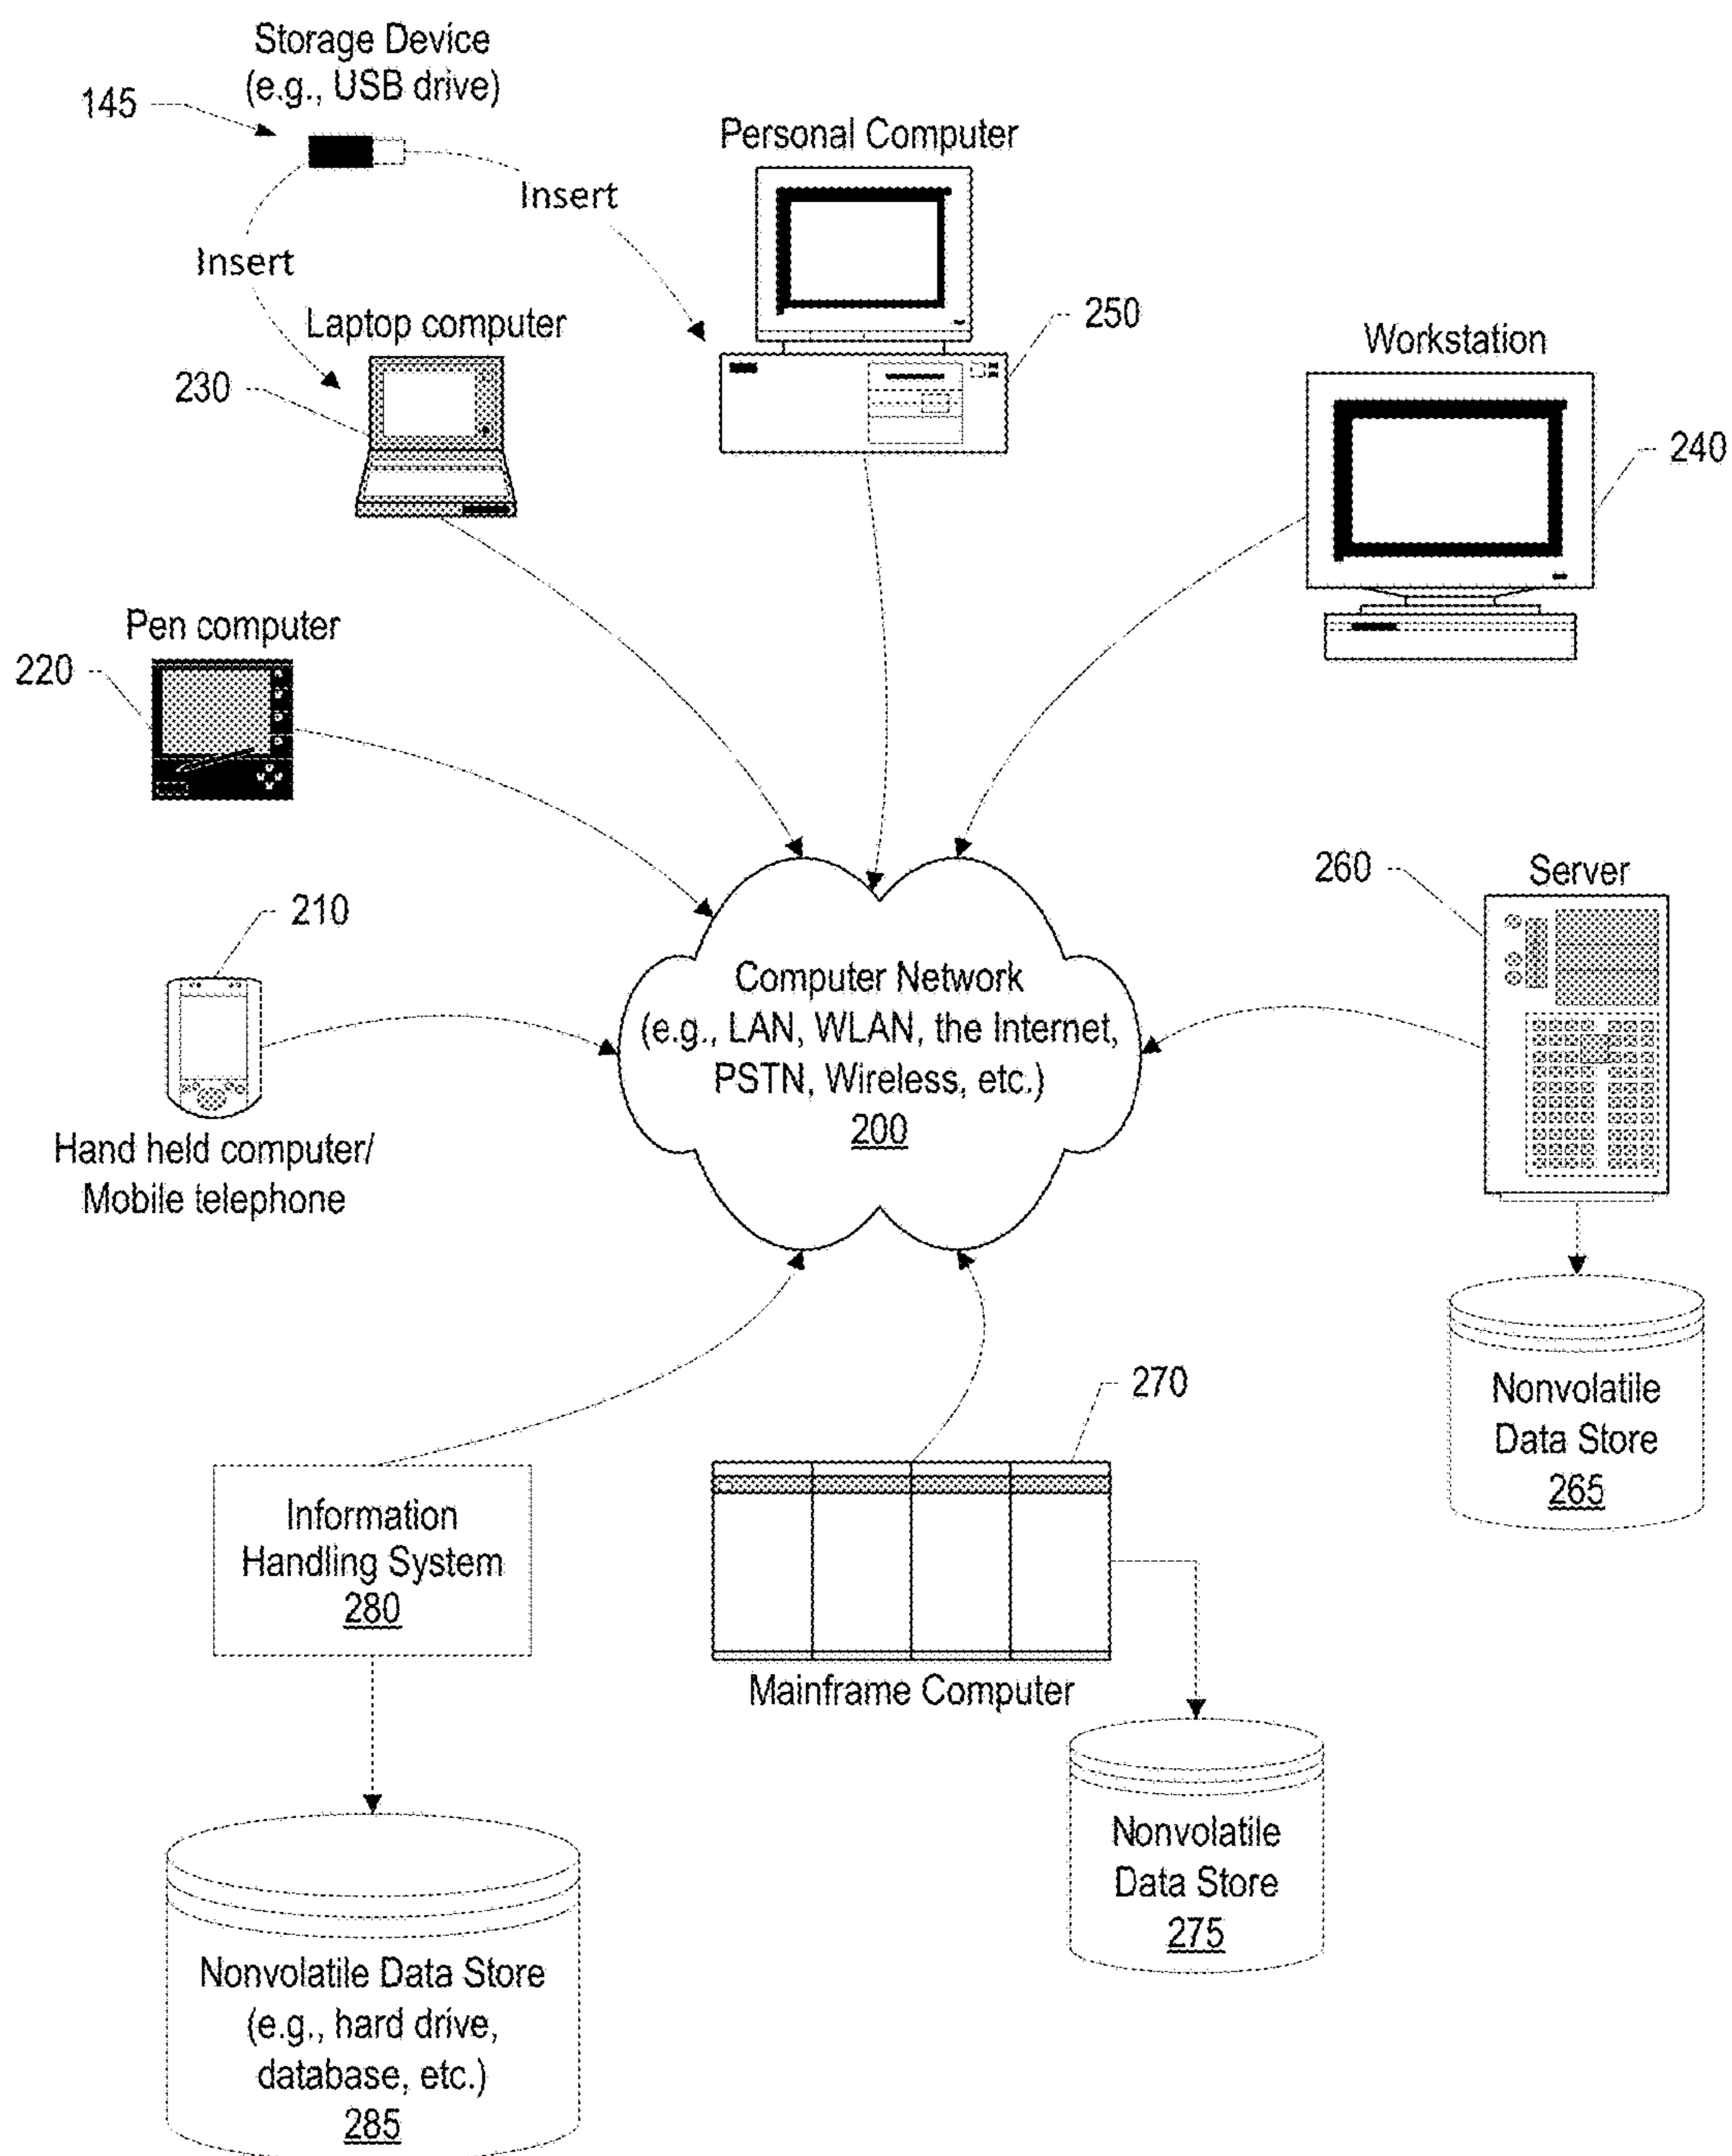 Storage Device
(e.g., USB drive)
145
Insert
Insert
Personal Computer
250
Laptop computer
230
Workstation
240
Pen computer
220
210
Hand held computer/
Mobile telephone
Computer Network
(e.g., LAN, WLAN, the Internet,
PSTN, Wireless, etc.)
200
260
Server
Nonvolatile
Data Store
265
Information
Handling System
280
270
Mainframe Computer
Nonvolatile
Data Store
275
Nonvolatile Data Store
(e.g., hard drive,
database, etc.)
285